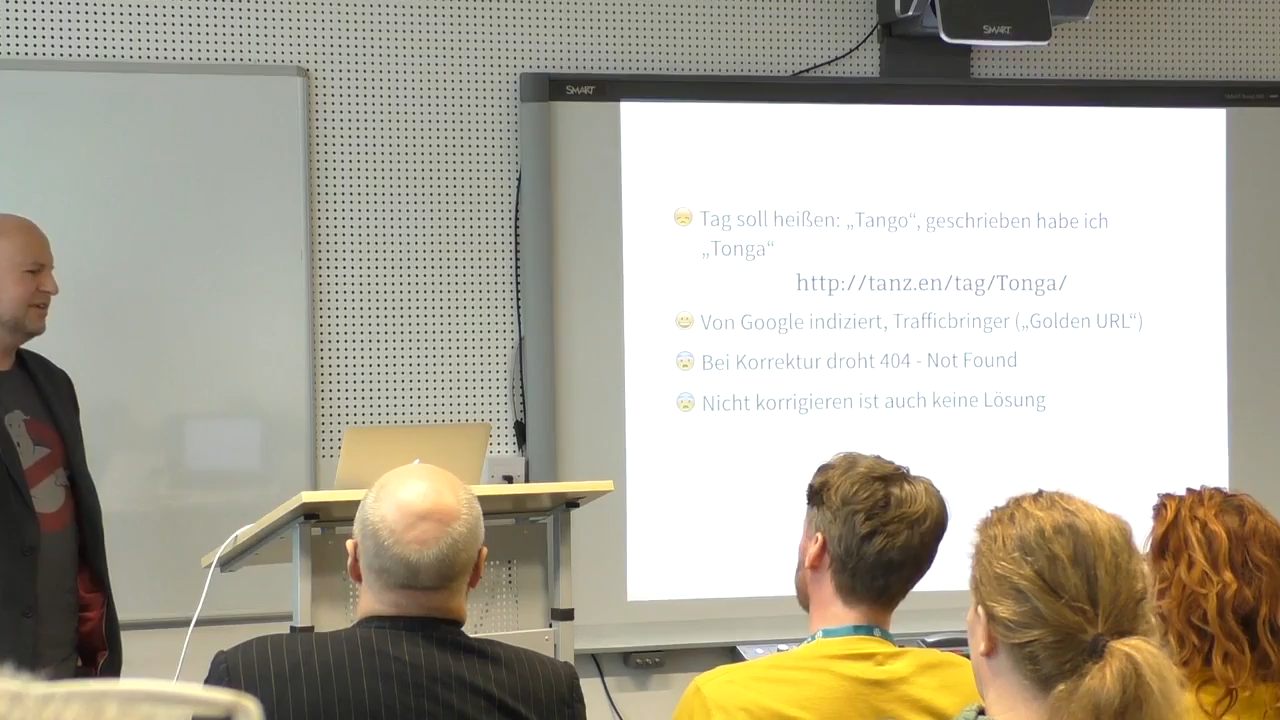 SMART
SMART
Tag soll heißen: „Tango“, geschrieben habe ich
„Tonga“
http://tanz.en/tag/Tonga/
Von Google indiziert, Trafficbringer („Golden URL“)
Bei Korrektur droht 404 - Not Found
Nicht korrigieren ist auch keine Lösung